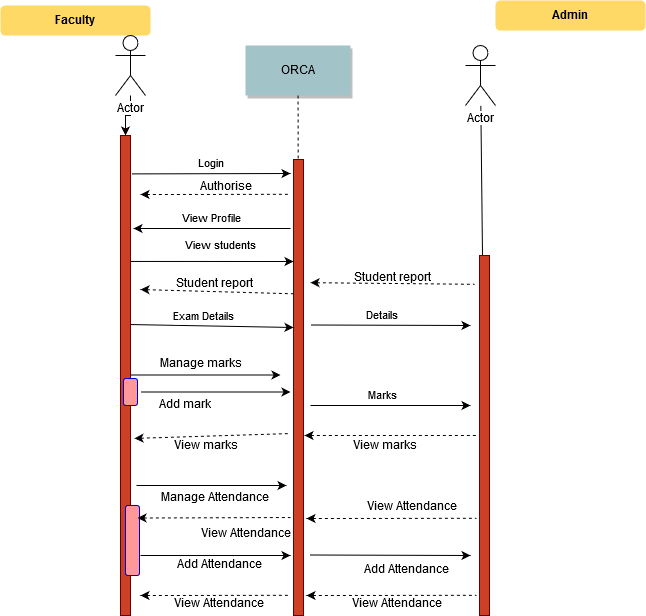 Faculty
Admin
ORCA
Actor
Actor
Login
Authorise
View Profile
View students
Student report
Student report
Exam Details
Details
Manage marks
Add mark
Marks
View marks
View marks
Manage Attendance
View Attendance
View Attendance
Add Attendance
Add Attendance
View Attendance
View Attendance